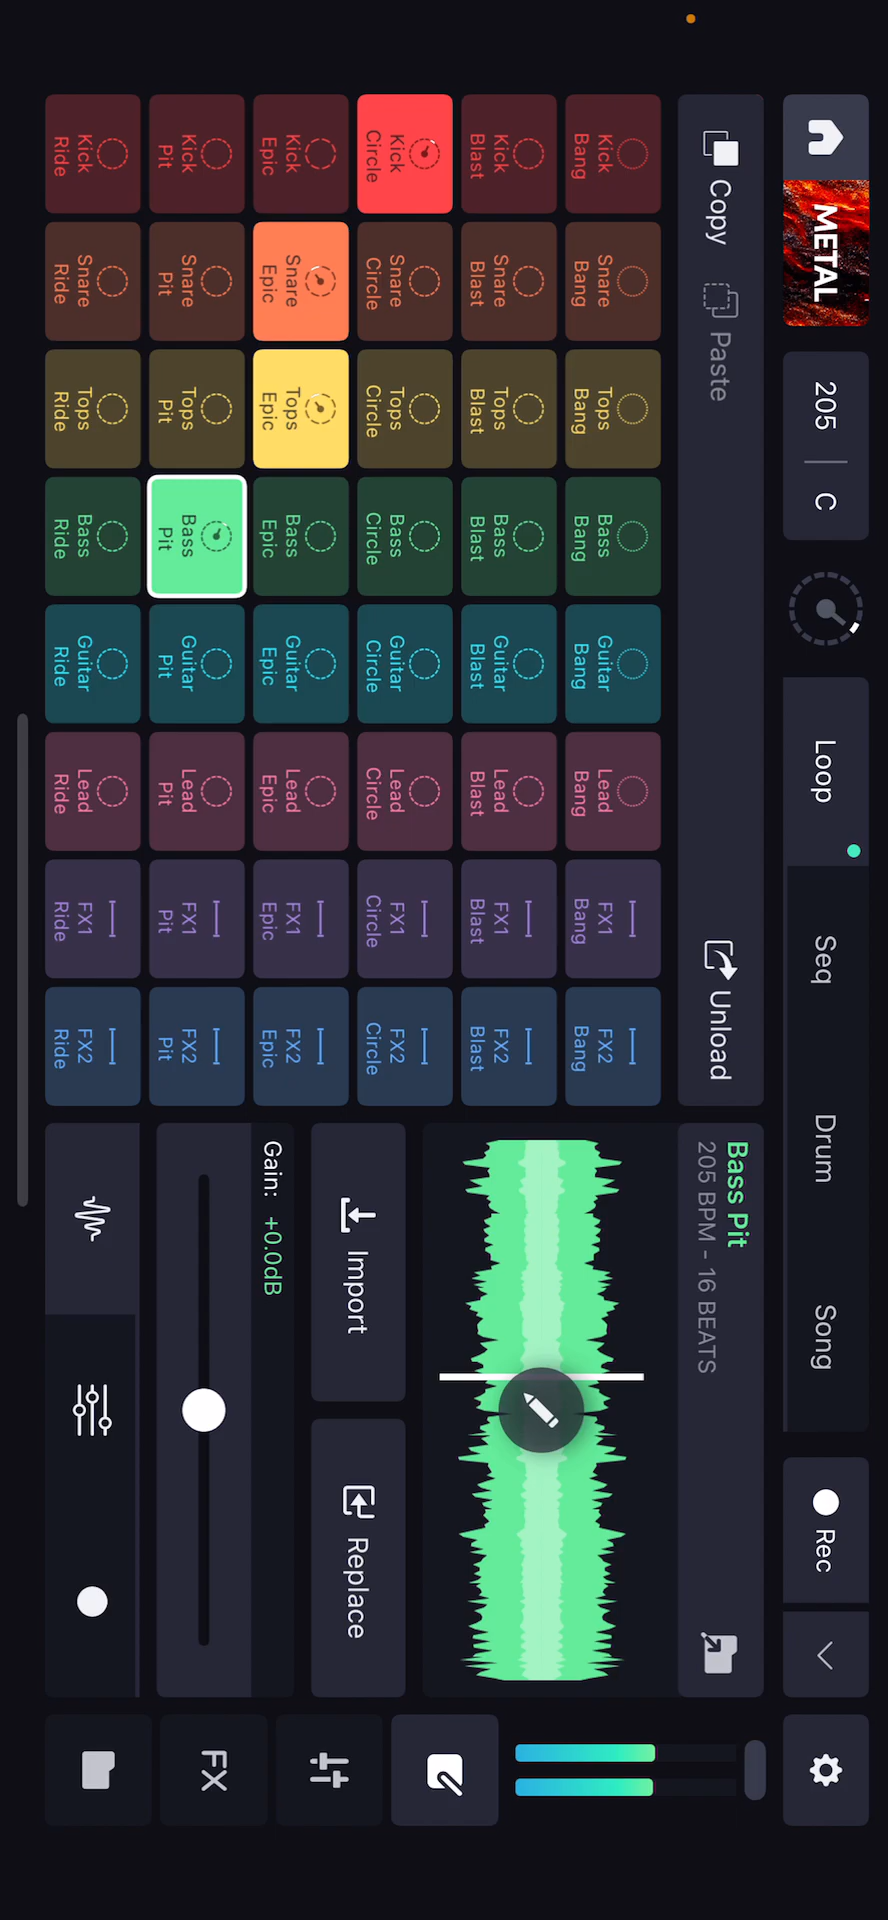 METAL
205 | C
Loop
Seq
Drum
Song
Rec
Copy
Paste
Unload
Kick
Bang
Snare
Bang
Tops
Bang
Bass
Bang
Guitar
Bang
Lead
Bang
FX1
Bang
FX2
Bang
Kick
Blast
Snare
Blast
Tops
Blast
Bass
Blast
Guitar
Blast
Lead
Blast
FX1
Blast
FX2
Blast
Kick
Circle
Snare
Circle
Tops
Circle
Bass
Circle
Guitar
Circle
Lead
Circle
FX1
Circle
FX2
Circle
Kick
Epic
Snare
Epic
Tops
Epic
Bass
Epic
Guitar
Epic
Lead
Epic
FX1
Epic
FX2
Epic
Kick
Pit
Snare
Pit
Tops
Pit
Bass
Pit
Guitar
Pit
Lead
Pit
FX1
Pit
FX2
Pit
Kick
Ride
Snare
Ride
Tops
Ride
Bass
Ride
Guitar
Ride
Lead
Ride
FX1
Ride
FX2
Ride
Bass Pit
205 BPM - 16 BEATS
Import
Replace
Gain: +0.0dB
FX